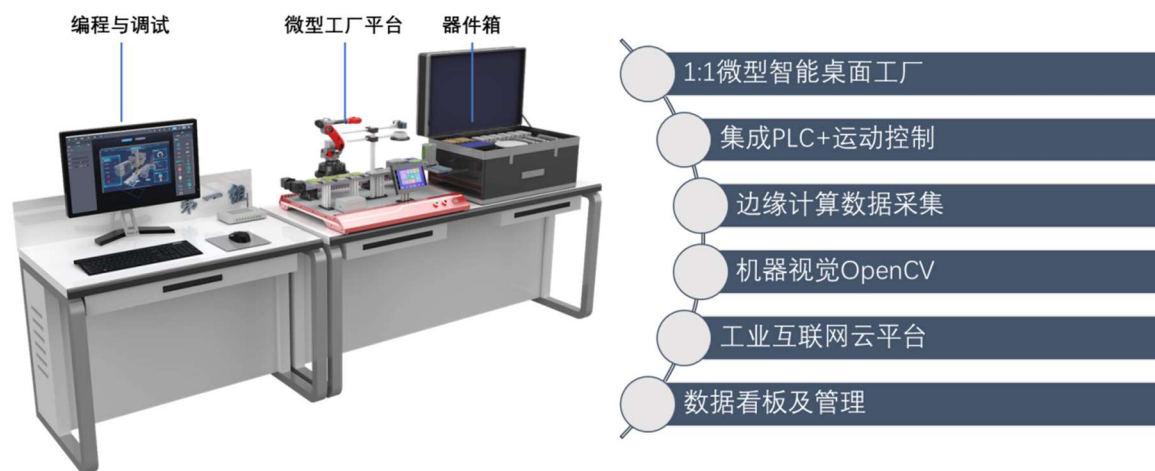 编程与调试
微型工厂平台
器件箱
1:1微型智能桌面工厂
集成PLC+运动控制
边缘计算数据采集
机器视觉OpenCV
工业互联网云平台
数据看板及管理